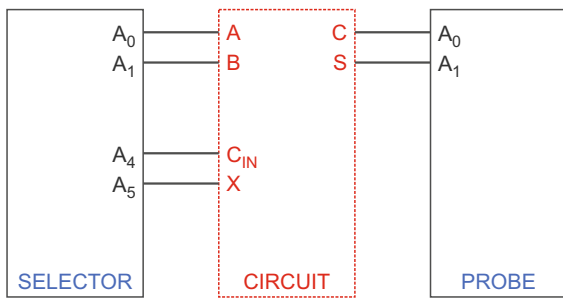 A0 A C A0
A1 B S A1
A4 CIN
A5 X
SELECTOR CIRCUIT PROBE